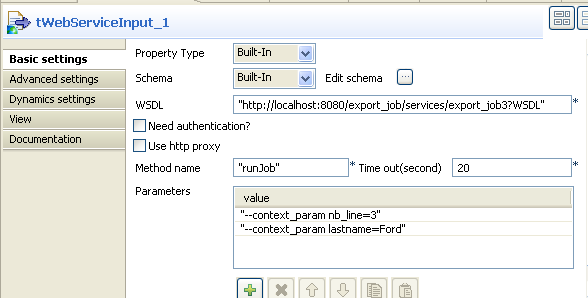 tWebServiceInput_1
Basic settings
Advanced settings
Dynamics settings
View
Documentation
Property Type Built-In
Schema Built-In Edit schema ...
WSDL "http://localhost:8080/export_job/services/export_job3?WSDL" *
Need authentication?
Use http proxy
Method name "runJob" * Time out(second) 20 *
Parameters
value
"--context_param nb_line=3"
"--context_param lastname=Ford"